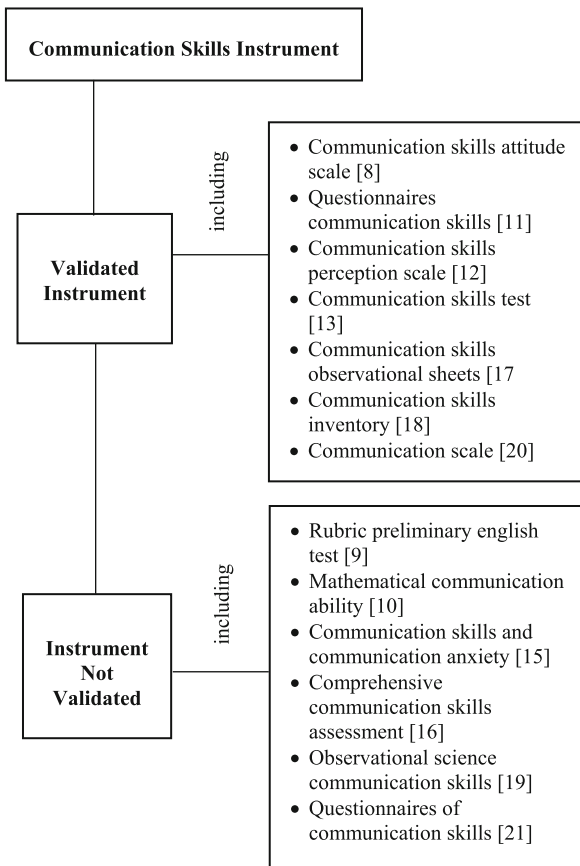 Communication Skills Instrument
including
Validated
Instrument
• Communication skills attitude
scale [8]
• Questionnaires
communication skills [11]
• Communication skills
perception scale [12]
• Communication skills test
[13]
• Communication skills
observational sheets [17
• Communication skills
inventory [18]
• Communication scale [20]
including
Instrument
Not
Validated
• Rubric preliminary english
test [9]
• Mathematical communication
ability [10]
• Communication skills and
communication anxiety [15]
• Comprehensive
communication skills
assessment [16]
• Observational science
communication skills [19]
• Questionnaires of
communication skills [21]